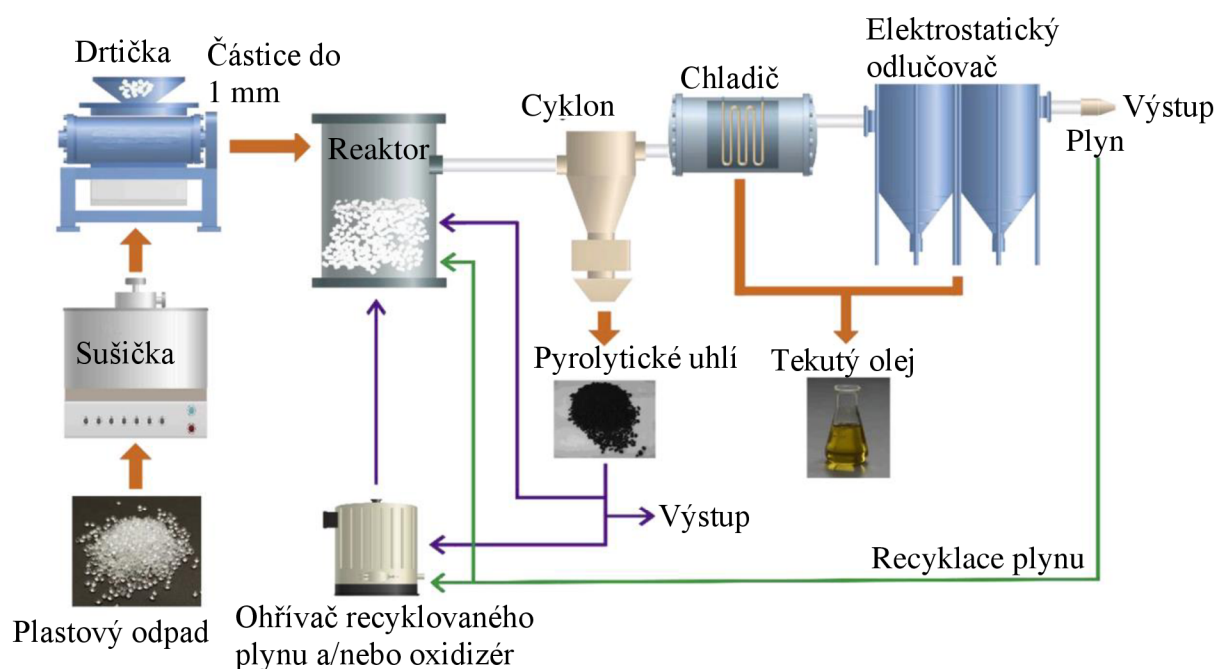 Drtička
Částice do
1 mm
Reaktor
Cyklon
Chladič
Elektrostatický
odlučovač
Výstup
Plyn
Sušička
Pyrolytické uhlí
Tekutý olej
Výstup
Recyklace plynu
Plastový odpad
Ohřívač recyklovaného
plynu a/nebo oxidizér